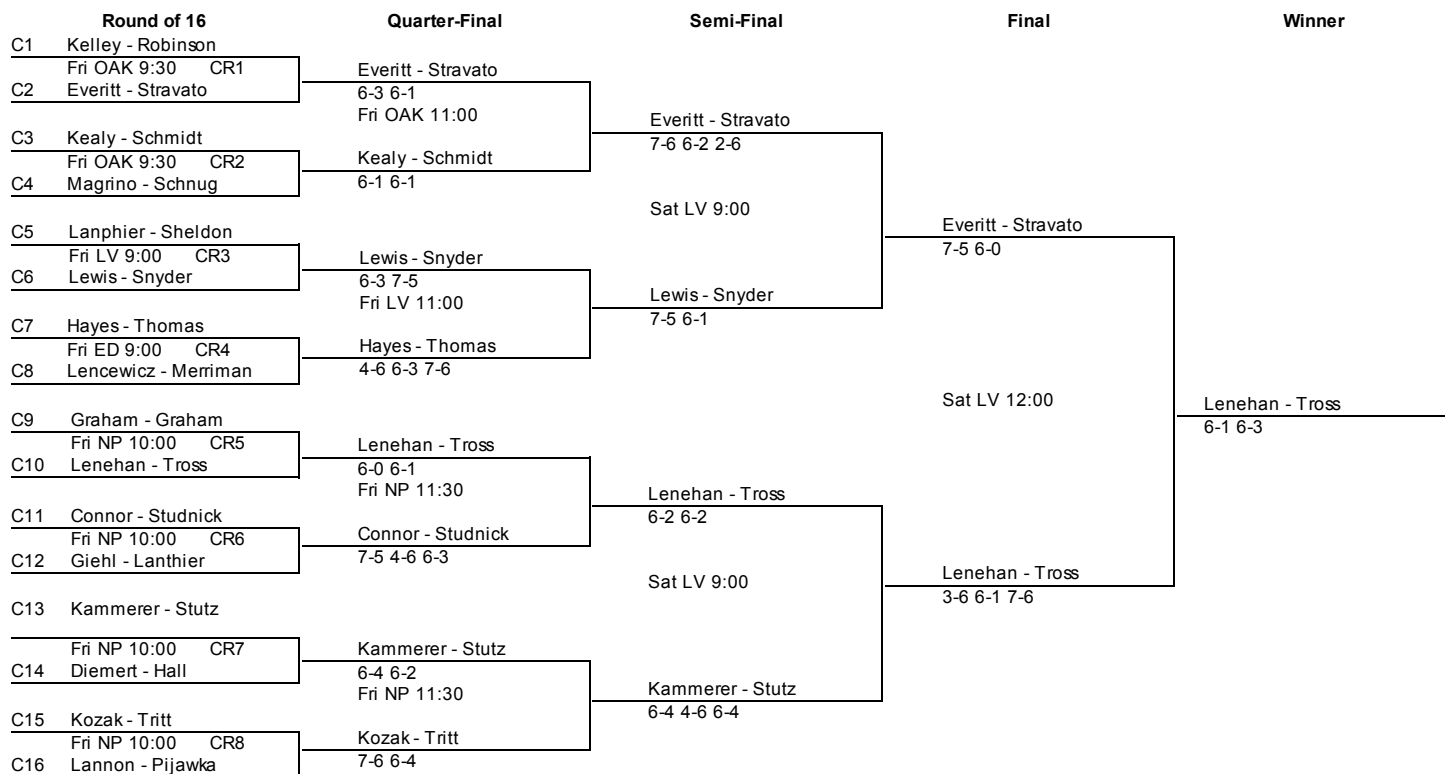 Round of 16 Quarter-Final Semi-Final Final Winner
C1 Kelley - Robinson
Fri OAK 9:30 CR1
C2 Everitt - Stravato
C3 Kealy - Schmidt
Fri OAK 9:30 CR2
C4 Magrino - Schnug
C5 Lanphier - Sheldon
Fri LV 9:00 CR3
C6 Lewis - Snyder
C7 Hayes - Thomas
Fri ED 9:00 CR4
C8 Lencewicz - Merriman
C9 Graham - Graham
Fri NP 10:00 CR5
C10 Lenehan - Tross
C11 Connor - Studnick
Fri NP 10:00 CR6
C12 Giehl - Lanthier
C13 Kammerer - Stutz
Fri NP 10:00 CR7
C14 Diemert - Hall
C15 Kozak - Tritt
Fri NP 10:00 CR8
C16 Lannon - Pijawka
Everitt - Stravato
6-3 6-1
Fri OAK 11:00
Kealy - Schmidt
6-1 6-1
Lewis - Snyder
6-3 7-5
Fri LV 11:00
Hayes - Thomas
4-6 6-3 7-6
Lenehan - Tross
6-0 6-1
Fri NP 11:30
Connor - Studnick
7-5 4-6 6-3
Kammerer - Stutz
6-4 6-2
Fri NP 11:30
Kozak - Tritt
7-6 6-4
Everitt - Stravato
7-6 6-2 2-6
Sat LV 9:00
Lewis - Snyder
7-5 6-1
Lenehan - Tross
6-2 6-2
Sat LV 9:00
Kammerer - Stutz
6-4 4-6 6-4
Everitt - Stravato
7-5 6-0
Sat LV 12:00
Lenehan - Tross
3-6 6-1 7-6
Lenehan - Tross
6-1 6-3